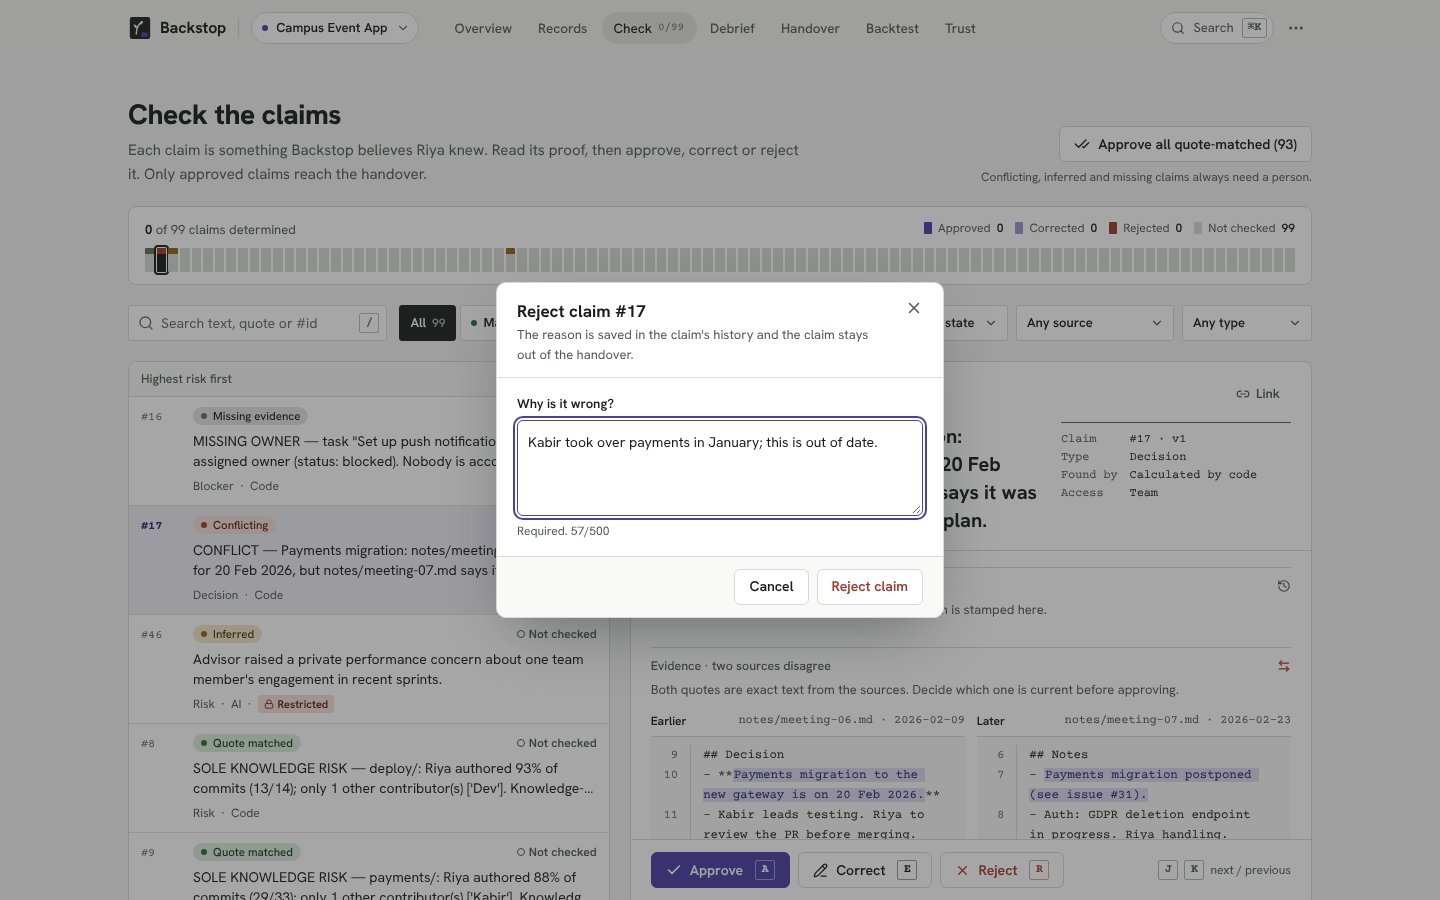 Backstop
Campus Event App
Overview
Records
Check 0/99
Debrief
Handover
Backtest
Trust
Search ⌘K
Check the claims
Each claim is something Backstop believes Riya knew. Read its proof, then approve, correct or reject
it. Only approved claims reach the handover.
Approve all quote-matched (93)
Conflicting, inferred and missing claims always need a person.
0 of 99 claims determined
Approved 0
Corrected 0
Rejected 0
Not checked 99
Search text, quote or #id /
All 99
state
Any source
Any type
Reject claim #17
The reason is saved in the claim's history and the claim stays
out of the handover.
Why is it wrong?
Kabir took over payments in January; this is out of date.
Required. 57/500
Cancel
Reject claim
Highest risk first
#16
Missing evidence
MISSING OWNER — task "Set up push
assigned owner (status: blocked). Nobody is
Blocker · Code
#17
Conflicting
CONFLICT — Payments migration:
for 20 Feb 2026, but notes/meeting-07.md says
Decision · Code
#46
Inferred
Not checked
Advisor raised a private performance concern about one team
member's engagement in recent sprints.
Risk · AI · Restricted
#8
Quote matched
Not checked
SOLE KNOWLEDGE RISK — deploy/: Riya authored 93% of
commits (13/14); only 1 other contributor(s) ['Dev']. Knowledge-...
Risk · Code
#9
Quote matched
Not checked
SOLE KNOWLEDGE RISK — payments/: Riya authored 88% of
commits (29/33); only 1 other contributor(s) ['Kabir'].
Link
20 Feb
says it was
plan.
Claim #17 · v1
Type Decision
Found by Calculated by code
Access Team
is stamped here.
Evidence · two sources disagree
Both quotes are exact text from the sources. Decide which one is current before approving.
Earlier notes/meeting-06.md · 2026-02-09
9 ## Decision
10 - **Payments migration to the
new gateway is on 20 Feb 2026.**
11 - Kabir leads testing. Riya to
review the PR before merging.
Later notes/meeting-07.md · 2026-02-23
6 ## Notes
7 - Payments migration postponed
(see issue #31).
8 - Auth: GDPR deletion endpoint
in progress. Riya handling.
Approve A
Correct E
Reject R
J K next / previous